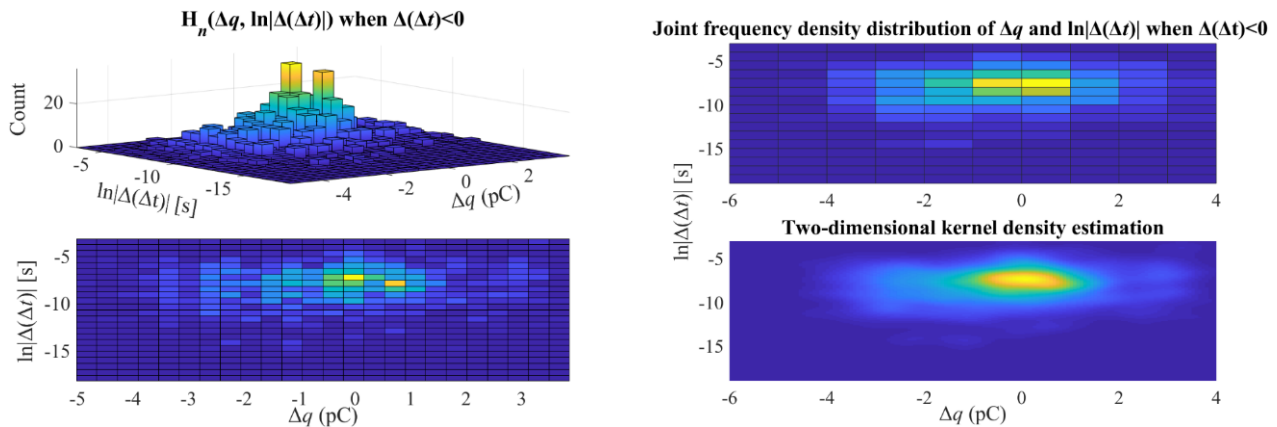 H_n(Δq, ln|Δ(Δt)|) when Δ(Δt)<0
Count
20
0
-5
-10
-15
ln|Δ(Δt)| [s]
-4
-2
0
2
Δq (pC)
ln|Δ(Δt)| [s]
-5
-10
-15
-5 -4 -3 -2 -1 0 1 2 3
Δq (pC)
Joint frequency density distribution of Δq and ln|Δ(Δt)| when Δ(Δt)<0
-5
-10
-15
-6 -4 -2 0 2 4
ln|Δ(Δt)| [s]
Two-dimensional kernel density estimation
-5
-10
-15
-6 -4 -2 0 2 4
Δq (pC)